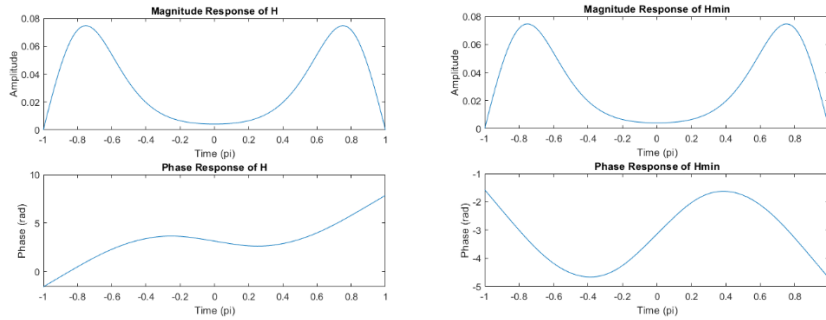 Magnitude Response of H
Amplitude
0.08
0.06
0.04
0.02
0
-1 -0.8 -0.6 -0.4 -0.2 0 0.2 0.4 0.6 0.8 1
Time (pi)
Magnitude Response of Hmin
Amplitude
0.08
0.06
0.04
0.02
0
-1 -0.8 -0.6 -0.4 -0.2 0 0.2 0.4 0.6 0.8
Time (pi)
Phase Response of H
Phase (rad)
10
5
0
-1 -0.8 -0.6 -0.4 -0.2 0 0.2 0.4 0.6 0.8 1
Time (pi)
Phase Response of Hmin
Phase (rad)
-1
-2
-3
-4
-5
-1 -0.8 -0.6 -0.4 -0.2 0 0.2 0.4 0.6 0.8
Time (pi)